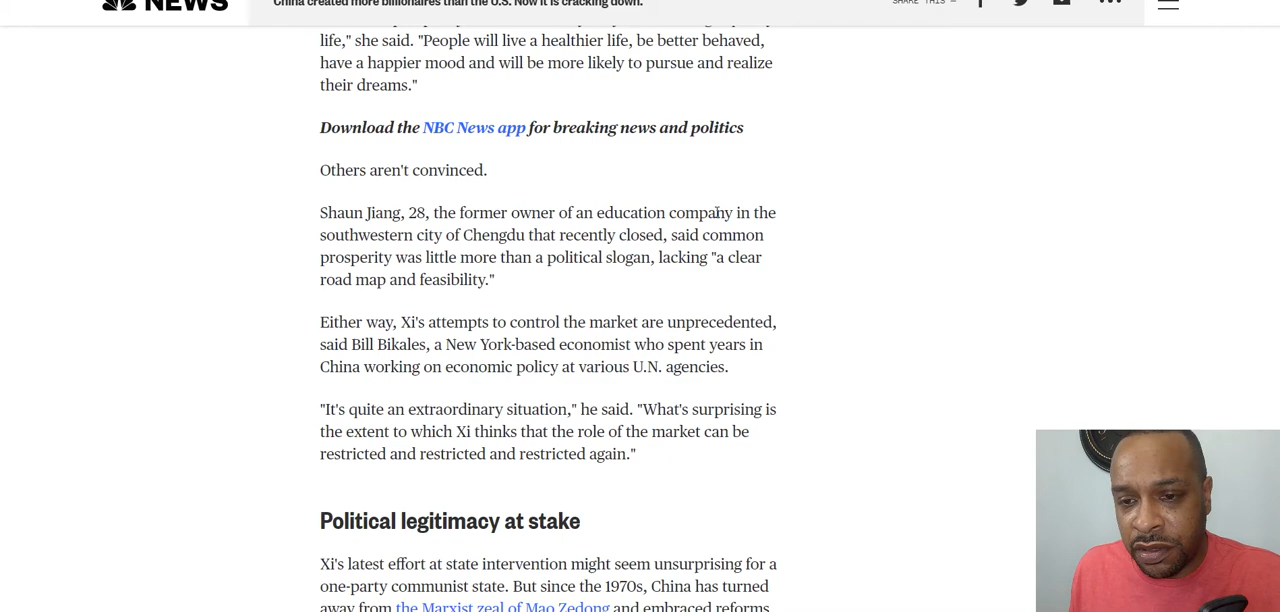 NEWS
China created more billionaires than the U.S. Now it is cracking down.
SHARE THIS –
life," she said. "People will live a healthier life, be better behaved,
have a happier mood and will be more likely to pursue and realize
their dreams."
Download the NBC News app for breaking news and politics
Others aren't convinced.
Shaun Jiang, 28, the former owner of an education company in the
southwestern city of Chengdu that recently closed, said common
prosperity was little more than a political slogan, lacking "a clear
road map and feasibility."
Either way, Xi's attempts to control the market are unprecedented,
said Bill Bikales, a New York-based economist who spent years in
China working on economic policy at various U.N. agencies.
"It's quite an extraordinary situation," he said. "What's surprising is
the extent to which Xi thinks that the role of the market can be
restricted and restricted and restricted again."
Political legitimacy at stake
Xi's latest effort at state intervention might seem unsurprising for a
one-party communist state. But since the 1970s, China has turned
away from the Marxist zeal of Mao Zedong and embraced reforms